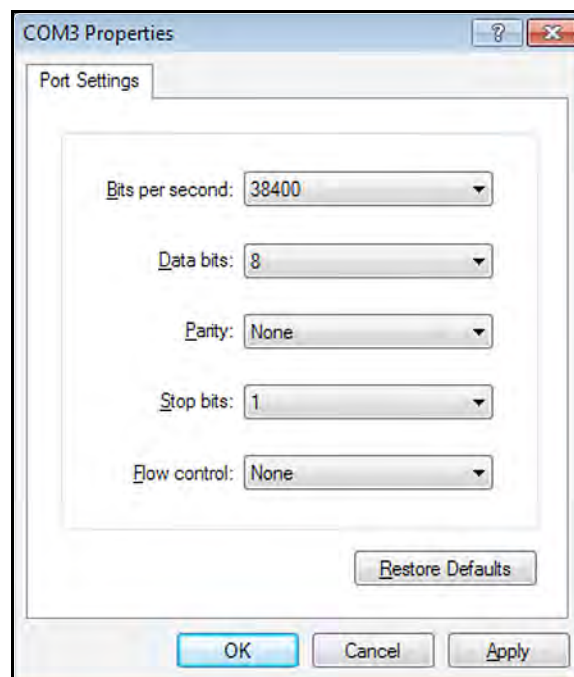 COM3 Properties
Port Settings
Bits per second: 38400
Data bits: 8
Parity: None
Stop bits: 1
Flow control: None
Restore Defaults
OK Cancel Apply